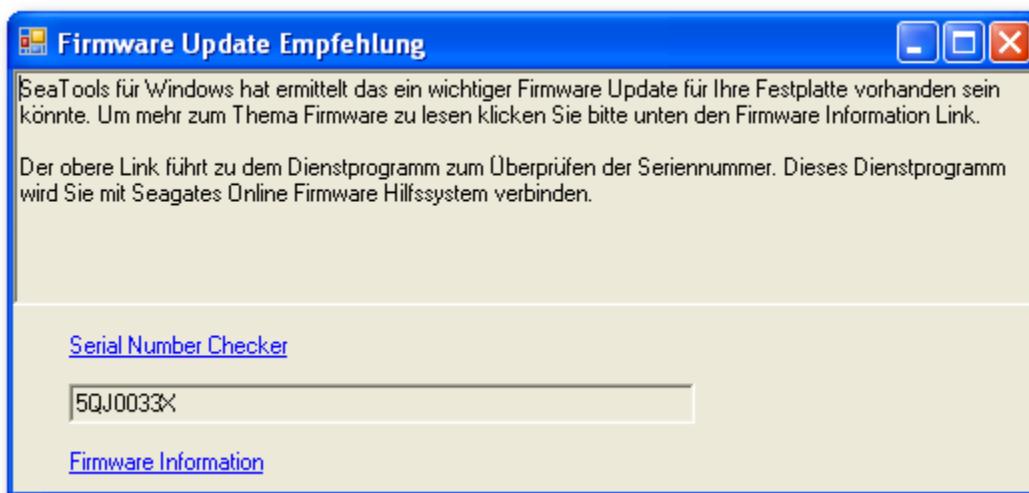 Firmware Update Empfehlung
SeaTools für Windows hat ermittelt das ein wichtiger Firmware Update für Ihre Festplatte vorhanden sein
könnte. Um mehr zum Thema Firmware zu lesen klicken Sie bitte unten den Firmware Information Link.
Der obere Link führt zu dem Dienstprogramm zum Überprüfen der Seriennummer. Dieses Dienstprogramm
wird Sie mit Seagates Online Firmware Hilfssystem verbinden.
Serial Number Checker
5QJ0033X
Firmware Information